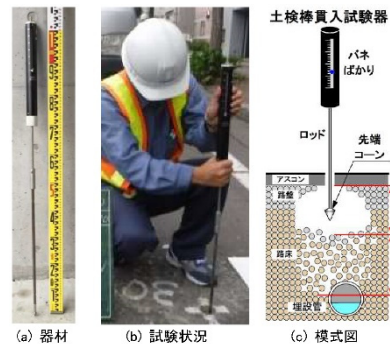 土検棒貫入試験器
バネ
ばかり
ロッド
先端
コーン
アスコン
路盤
路床
埋設管
(a) 器材
(b) 試験状況
(c) 模式図